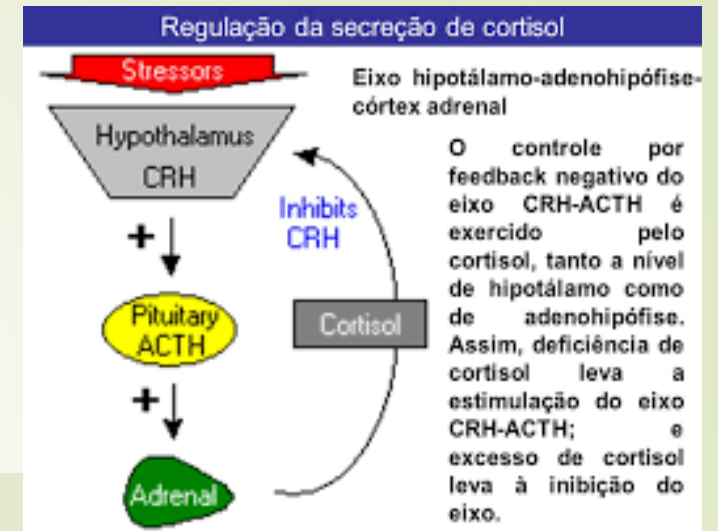 Regulação da secreção de cortisol
Stressors
Hypothalamus
CRH
+
Pituitary
ACTH
+
Adrenal
Inhibits
CRH
Cortisol
Eixo hipotálamo-adenohipófise-
córtex adrenal
O controle por
feedback negativo do
eixo CRH-ACTH é
exercido pelo
cortisol, tanto a nível
de hipotálamo como
de adenohipófise.
Assim, deficiência de
cortisol leva a
estimulação do eixo
CRH-ACTH; e
excesso de cortisol
leva à inibição do
eixo.